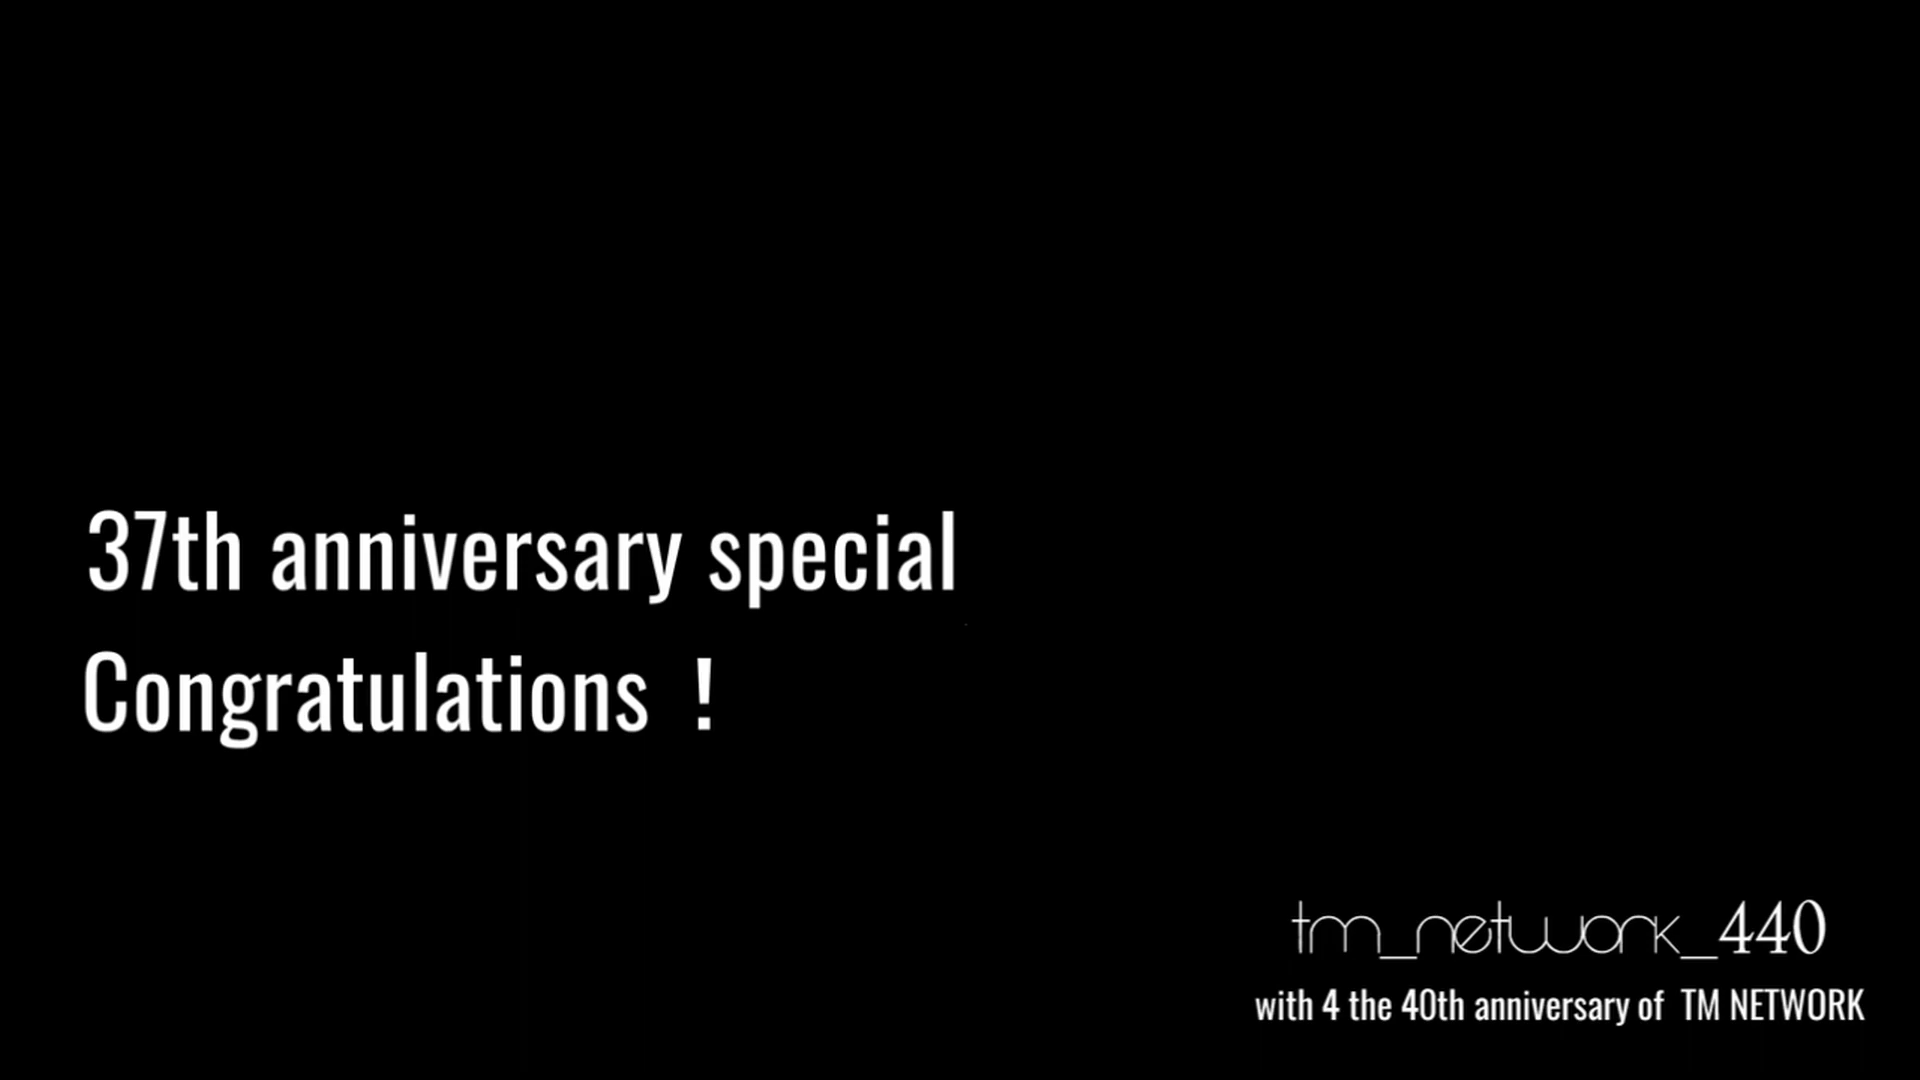 37th anniversary special
Congratulations !
tm_network_440
with 4 the 40th anniversary of TM NETWORK